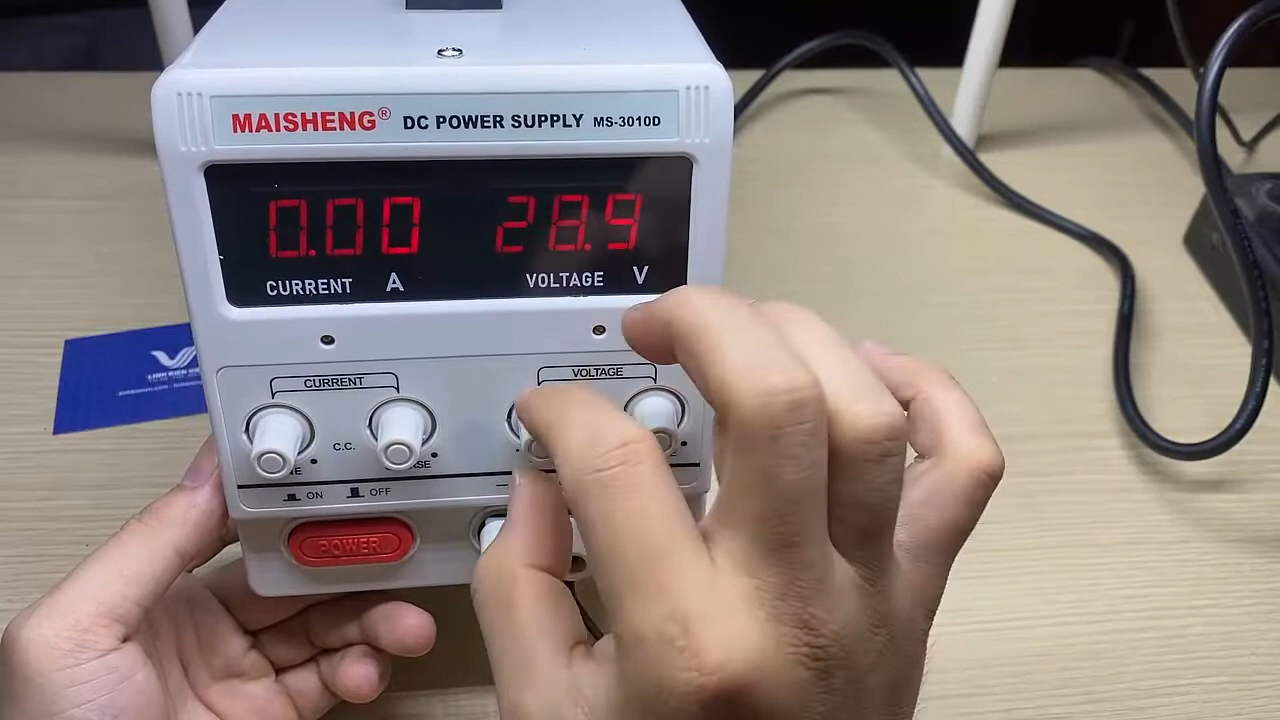 MAISHENG® DC POWER SUPPLY MS-3010D
0.00 28.9
CURRENT A VOLTAGE V
CURRENT VOLTAGE
C.C.
ON OFF
POWER